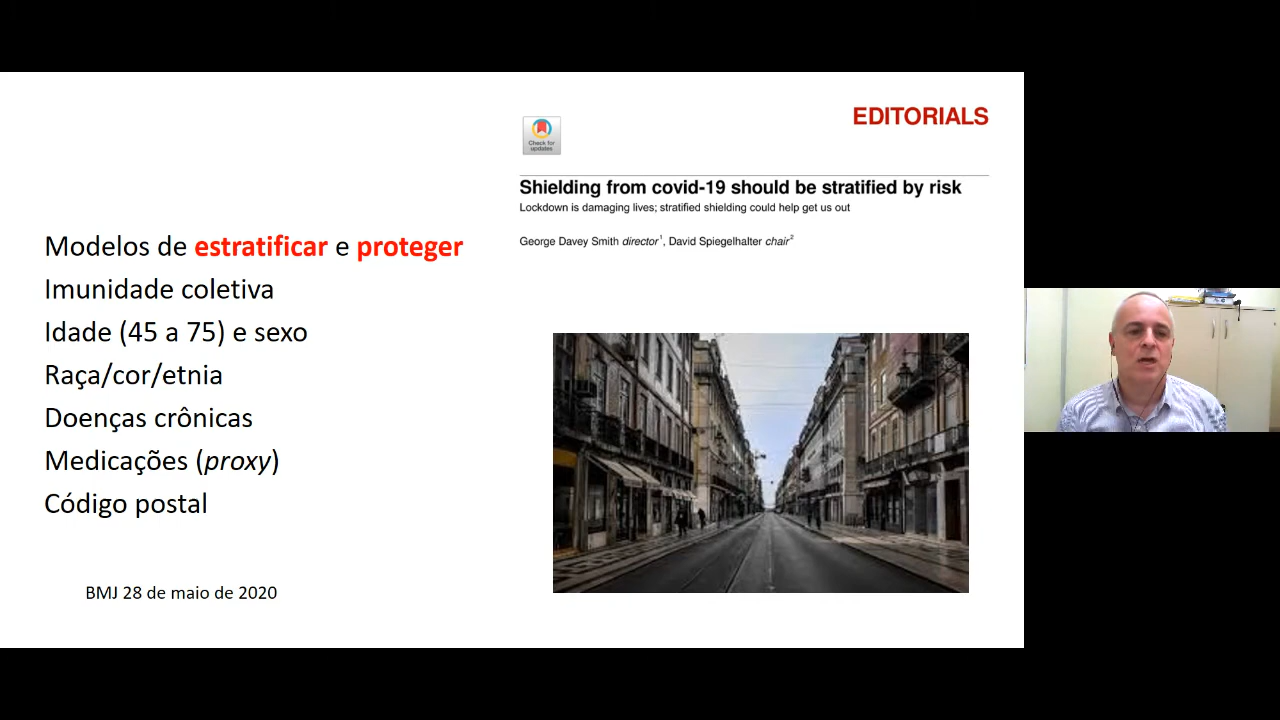 EDITORIALS
Check for
updates
Shielding from covid-19 should be stratified by risk
Lockdown is damaging lives; stratified shielding could help get us out
George Davey Smith director1, David Spiegelhalter chair2
Modelos de estratificar e proteger
Imunidade coletiva
Idade (45 a 75) e sexo
Raça/cor/etnia
Doenças crônicas
Medicações (proxy)
Código postal
BMJ 28 de maio de 2020